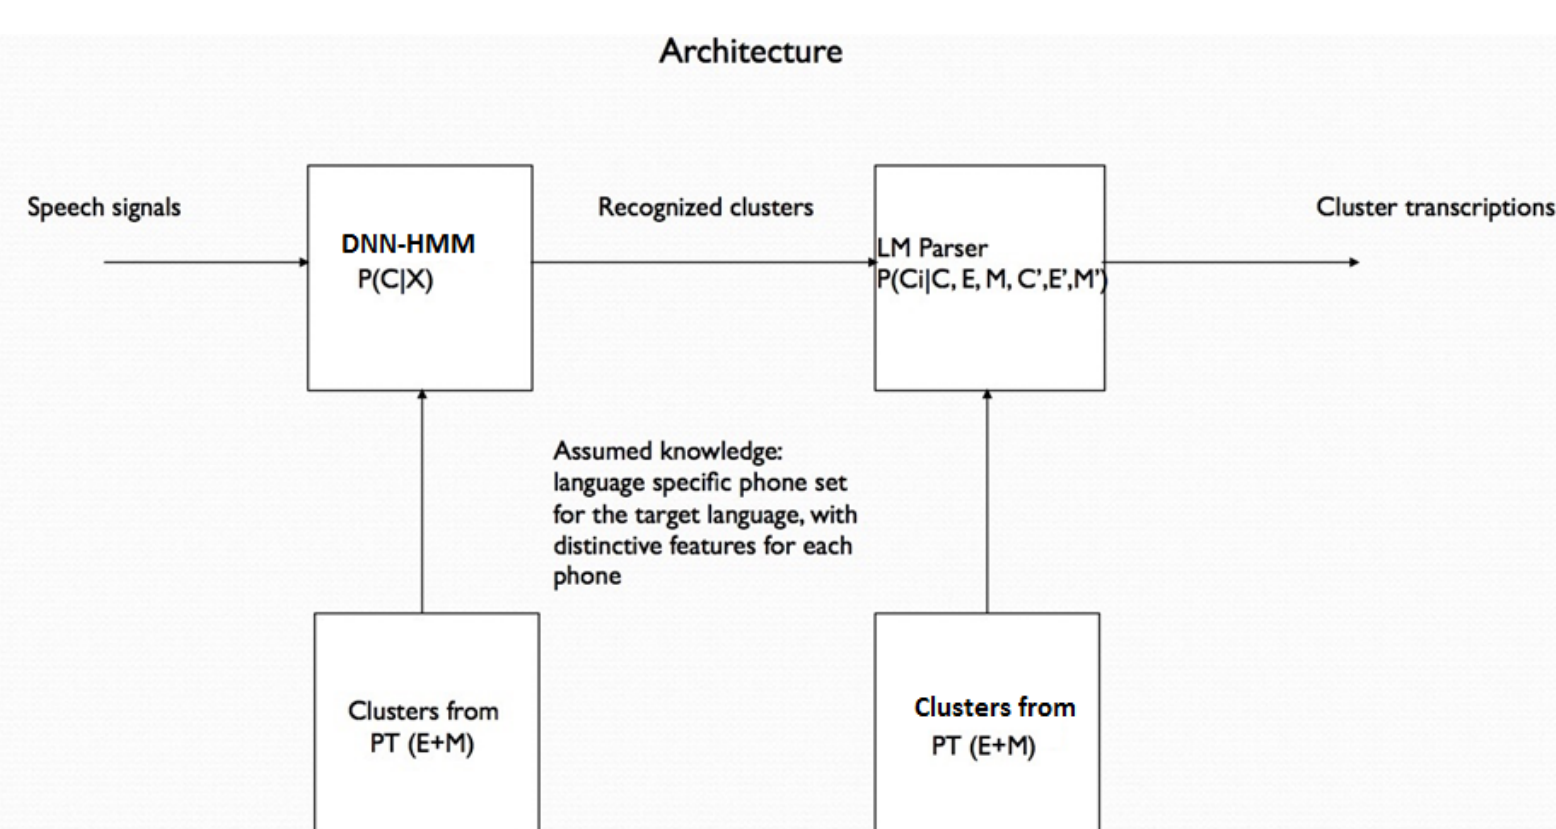 Architecture
Speech signals
DNN-HMM
P(C|X)
Recognized clusters
LM Parser
P(Ci|C, E, M, C’,E’,M’)
Cluster transcriptions
Assumed knowledge:
language specific phone set
for the target language, with
distinctive features for each
phone
Clusters from
PT (E+M)
Clusters from
PT (E+M)